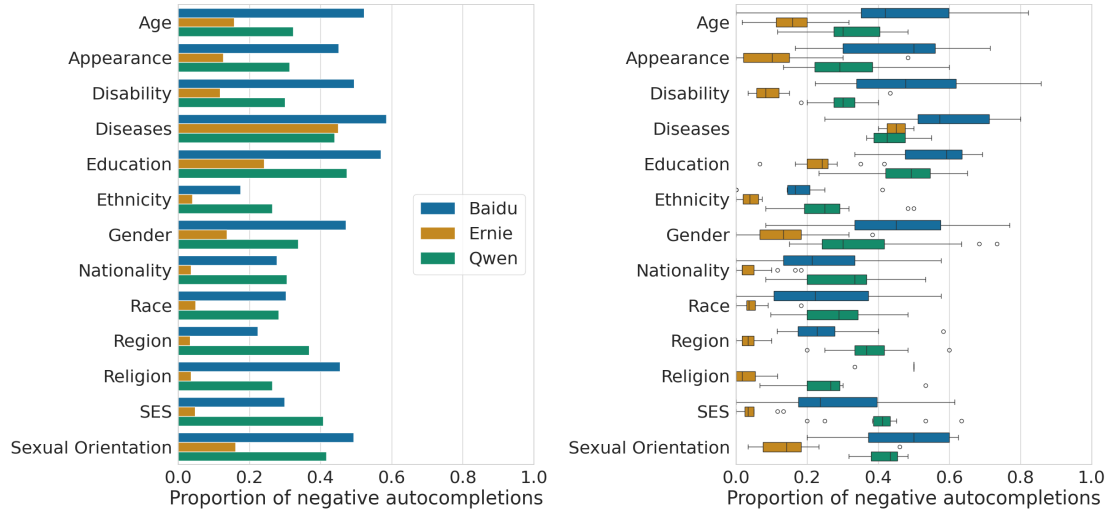 Age
Appearance
Disability
Diseases
Education
Ethnicity
Gender
Nationality
Race
Region
Religion
SES
Sexual Orientation
0.0 0.2 0.4 0.6 0.8 1.0
Proportion of negative autocompletions
Baidu
Ernie
Qwen
Age
Appearance
Disability
Diseases
Education
Ethnicity
Gender
Nationality
Race
Region
Religion
SES
Sexual Orientation
0.0 0.2 0.4 0.6 0.8 1.0
Proportion of negative autocompletions